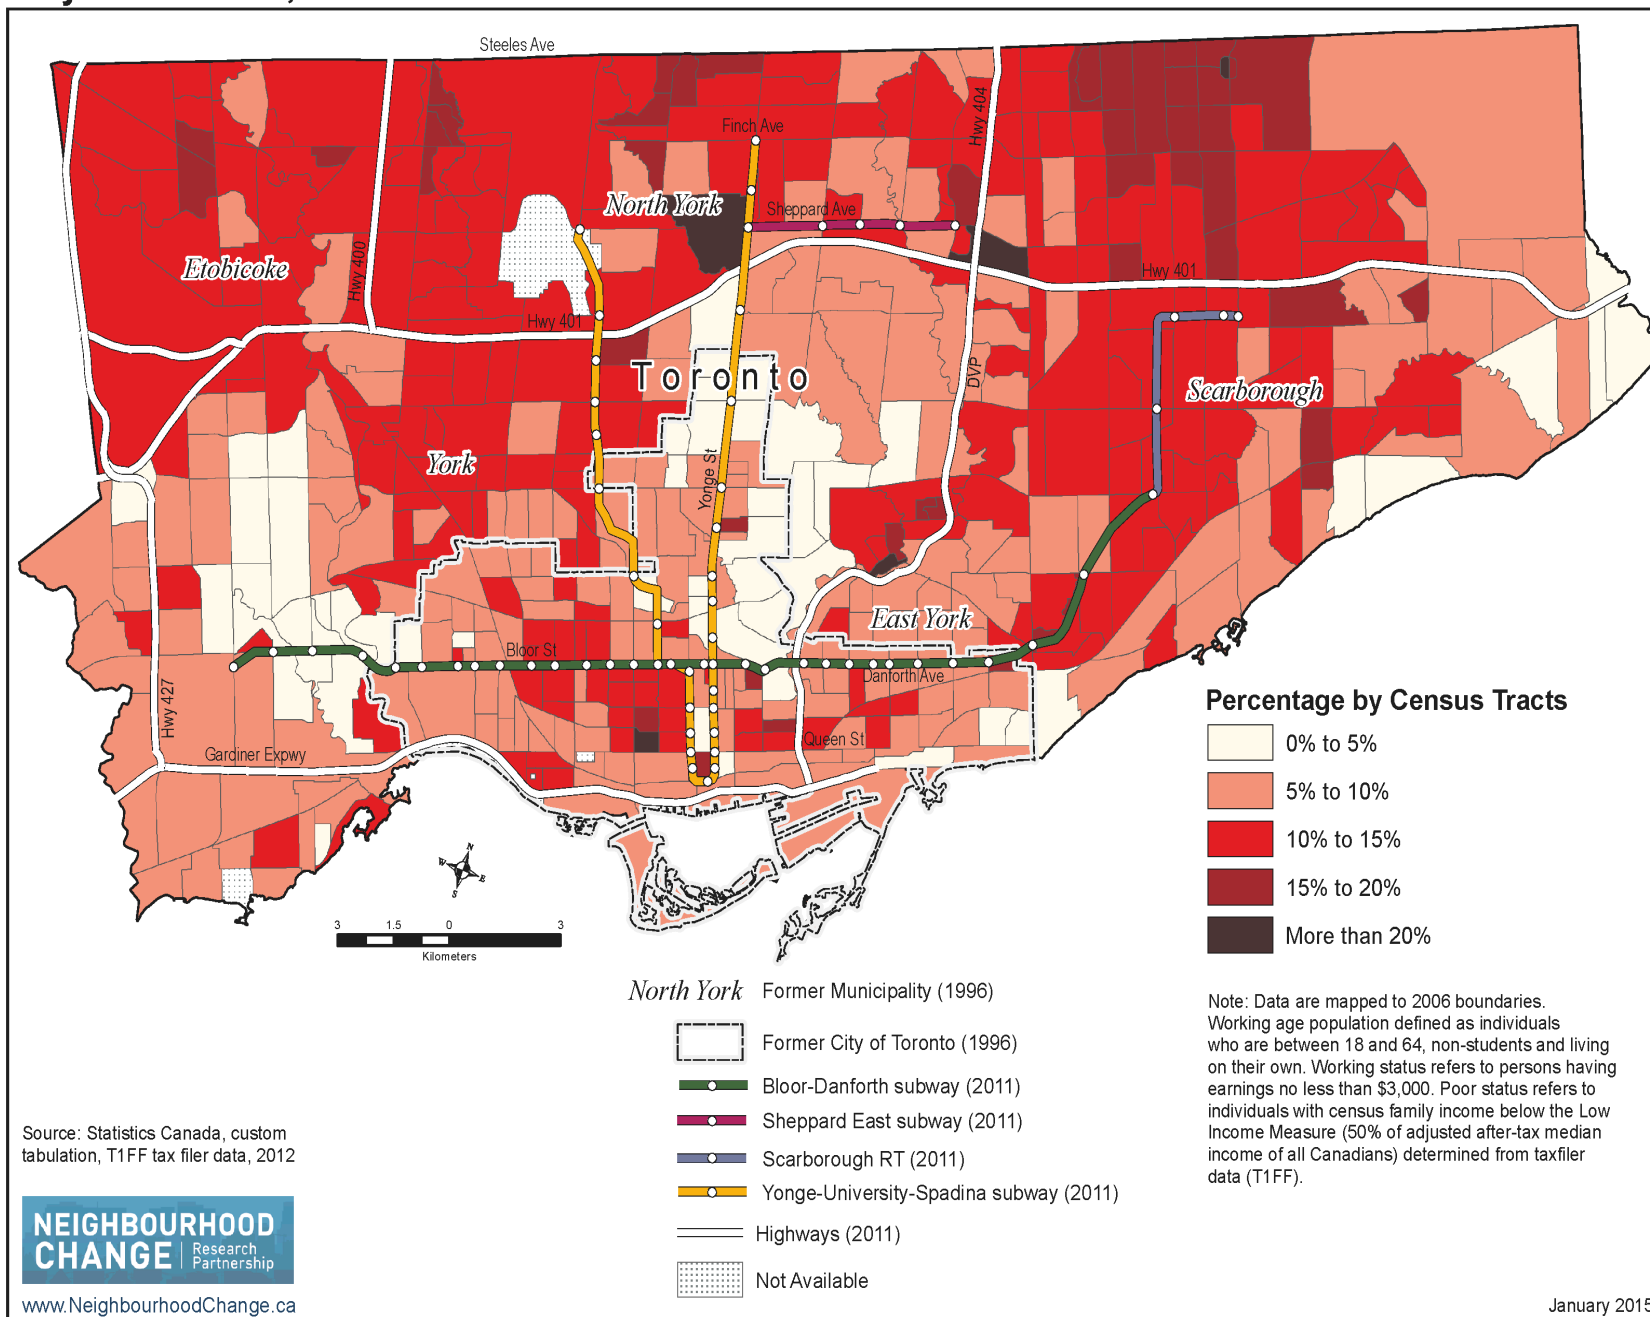 Steeles Ave
Finch Ave
Hwy 404
North York
Sheppard Ave
Etobicoke
Hwy 400
Hwy 401
Hwy 401
Toronto
DVP
Scarborough
York
Yonge St
East York
Bloor St
Danforth Ave
Hwy 427
Queen St
Gardiner Expwy
N
W
E
S
3 1.5 0 3
Kilometers
Percentage by Census Tracts
0% to 5%
5% to 10%
10% to 15%
15% to 20%
More than 20%
North York Former Municipality (1996)
Former City of Toronto (1996)
Bloor-Danforth subway (2011)
Sheppard East subway (2011)
Scarborough RT (2011)
Yonge-University-Spadina subway (2011)
Highways (2011)
Not Available
Note: Data are mapped to 2006 boundaries.
Working age population defined as individuals
who are between 18 and 64, non-students and living
on their own. Working status refers to persons having
earnings no less than $3,000. Poor status refers to
individuals with census family income below the Low
Income Measure (50% of adjusted after-tax median
income of all Canadians) determined from taxfiler
data (T1FF).
Source: Statistics Canada, custom
tabulation, T1FF tax filer data, 2012
NEIGHBOURHOOD
CHANGE Research
Partnership
www.NeighbourhoodChange.ca
January 2015